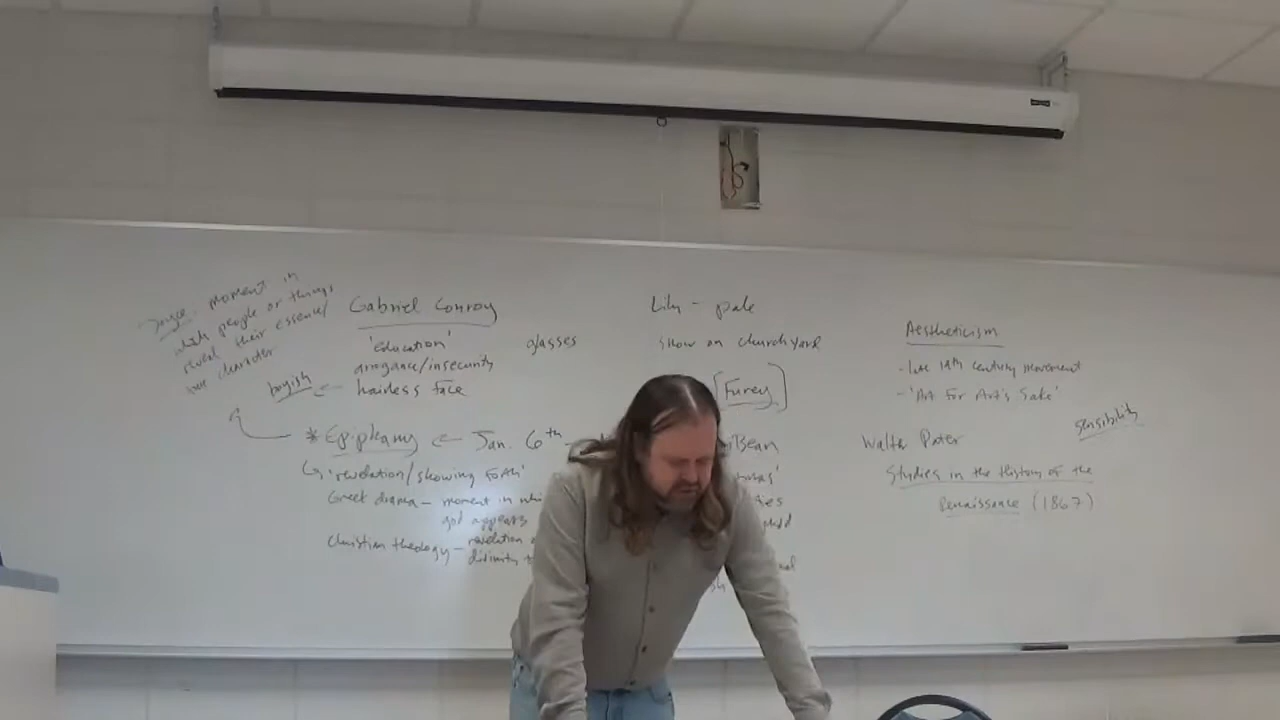 Joyce - moment in
which people or things
reveal their essence/
true character
Gabriel Conroy
'education'
arrogance/insecurity
boyish ← hairless face
glasses
* Epiphany ← Jan. 6th
'revelation/showing forth'
Greek drama – moment in
god appears
Christian theology – revelation
divinity
Lily – pale
snow on churchyard
[Furey]
Bean
Aestheticism
- late 19th century movement
- 'Art For Art's Sake'
sensibility
Walter Pater
Studies in the History of the
Renaissance (1867)